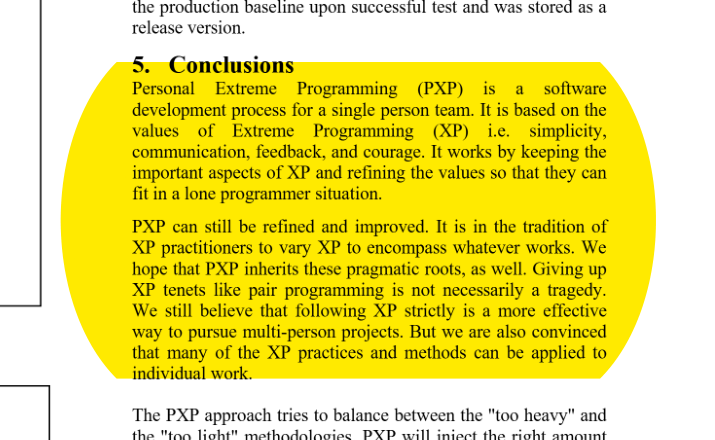 the production baseline upon successful test and was stored as a
release version.
5. Conclusions
Personal Extreme Programming (PXP) is a software
development process for a single person team. It is based on the
values of Extreme Programming (XP) i.e. simplicity,
communication, feedback, and courage. It works by keeping the
important aspects of XP and refining the values so that they can
fit in a lone programmer situation.
PXP can still be refined and improved. It is in the tradition of
XP practitioners to vary XP to encompass whatever works. We
hope that PXP inherits these pragmatic roots, as well. Giving up
XP tenets like pair programming is not necessarily a tragedy.
We still believe that following XP strictly is a more effective
way to pursue multi-person projects. But we are also convinced
that many of the XP practices and methods can be applied to
individual work.
The PXP approach tries to balance between the "too heavy" and
the "too light" methodologies. PXP will inject the right amount